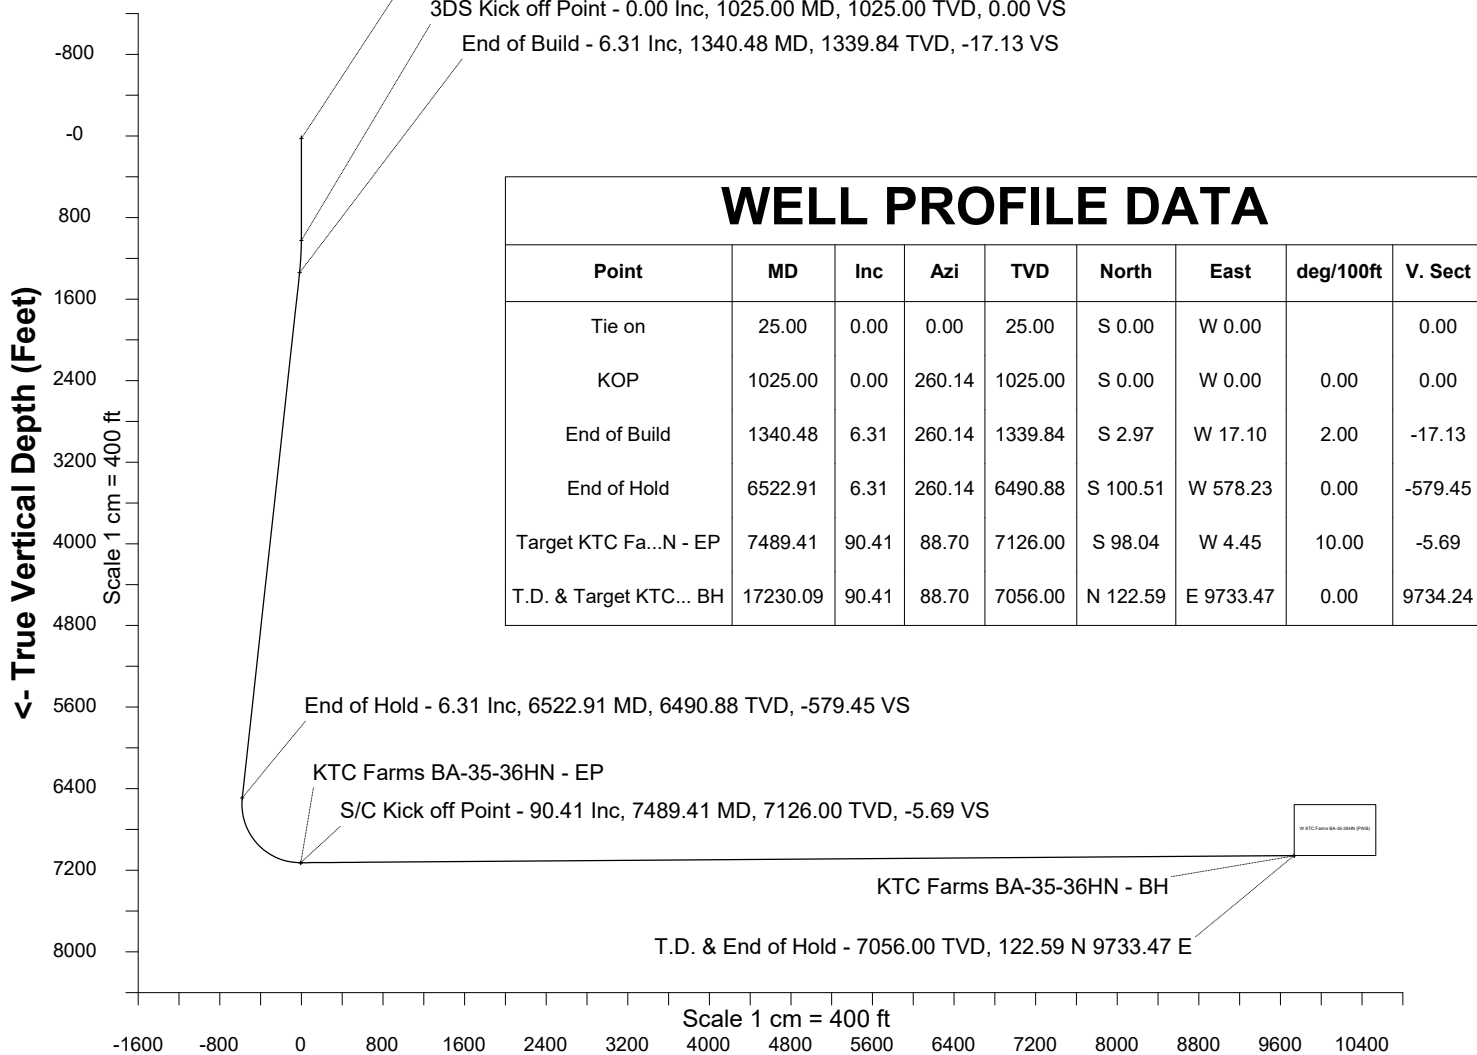 3DS Kick off Point - 0.00 Inc, 1025.00 MD, 1025.00 TVD, 0.00 VS
End of Build - 6.31 Inc, 1340.48 MD, 1339.84 TVD, -17.13 VS
-800
-0
800
1600
2400
3200
4000
4800
5600
6400
7200
8000
<- True Vertical Depth (Feet)
Scale 1 cm = 400 ft
WELL PROFILE DATA
Point MD Inc Azi TVD North East deg/100ft V. Sect
Tie on 25.00 0.00 0.00 25.00 S 0.00 W 0.00 0.00
KOP 1025.00 0.00 260.14 1025.00 S 0.00 W 0.00 0.00 0.00
End of Build 1340.48 6.31 260.14 1339.84 S 2.97 W 17.10 2.00 -17.13
End of Hold 6522.91 6.31 260.14 6490.88 S 100.51 W 578.23 0.00 -579.45
Target KTC Fa...N - EP 7489.41 90.41 88.70 7126.00 S 98.04 W 4.45 10.00 -5.69
T.D. & Target KTC... BH 17230.09 90.41 88.70 7056.00 N 122.59 E 9733.47 0.00 9734.24
End of Hold - 6.31 Inc, 6522.91 MD, 6490.88 TVD, -579.45 VS
KTC Farms BA-35-36HN - EP
S/C Kick off Point - 90.41 Inc, 7489.41 MD, 7126.00 TVD, -5.69 VS
W KTC Farms BA-35-36HN (PWB)
KTC Farms BA-35-36HN - BH
T.D. & End of Hold - 7056.00 TVD, 122.59 N 9733.47 E
Scale 1 cm = 400 ft
-1600 -800 0 800 1600 2400 3200 4000 4800 5600 6400 7200 8000 8800 9600 10400